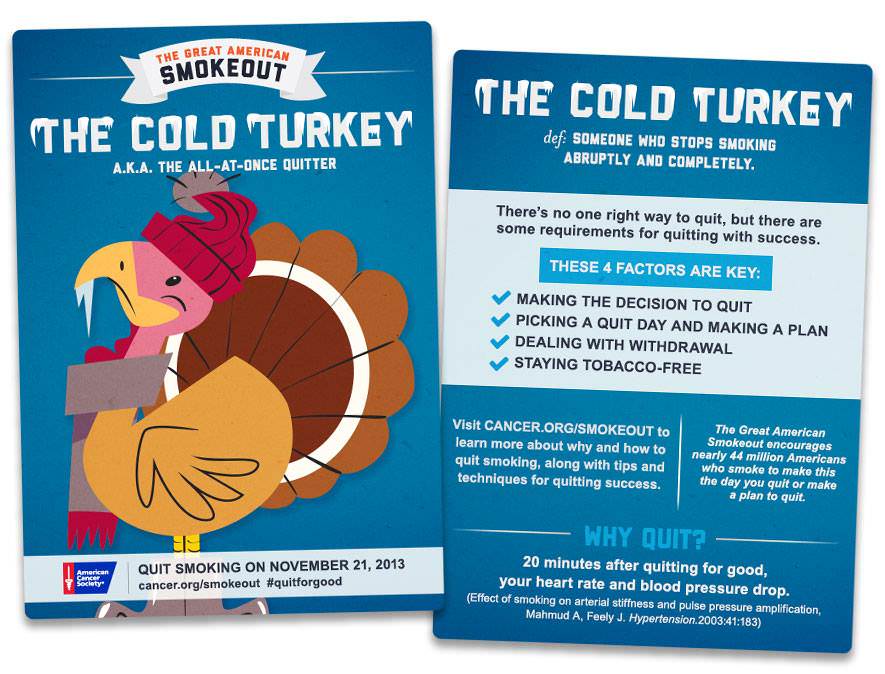 THE GREAT AMERICAN
SMOKEOUT
THE COLD TURKEY
A.K.A. THE ALL-AT-ONCE QUITTER
American
Cancer
Society®
QUIT SMOKING ON NOVEMBER 21, 2013
cancer.org/smokeout #quitforgood
THE COLD TURKEY
def: SOMEONE WHO STOPS SMOKING
ABRUPTLY AND COMPLETELY.
There's no one right way to quit, but there are
some requirements for quitting with success.
THESE 4 FACTORS ARE KEY:
MAKING THE DECISION TO QUIT
PICKING A QUIT DAY AND MAKING A PLAN
DEALING WITH WITHDRAWAL
STAYING TOBACCO-FREE
Visit CANCER.ORG/SMOKEOUT to
learn more about why and how to
quit smoking, along with tips and
techniques for quitting success.
The Great American
Smokeout encourages
nearly 44 million Americans
who smoke to make this
the day you quit or make
a plan to quit.
WHY QUIT?
20 minutes after quitting for good,
your heart rate and blood pressure drop.
(Effect of smoking on arterial stiffness and pulse pressure amplification,
Mahmud A, Feely J. Hypertension.2003:41:183)